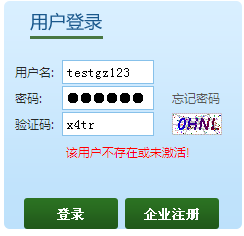 用户登录
用户名: testgz123
密码: ●●●●●●● 忘记密码
验证码: x4tr 0HNL
该用户不存在或未激活!
登录 企业注册